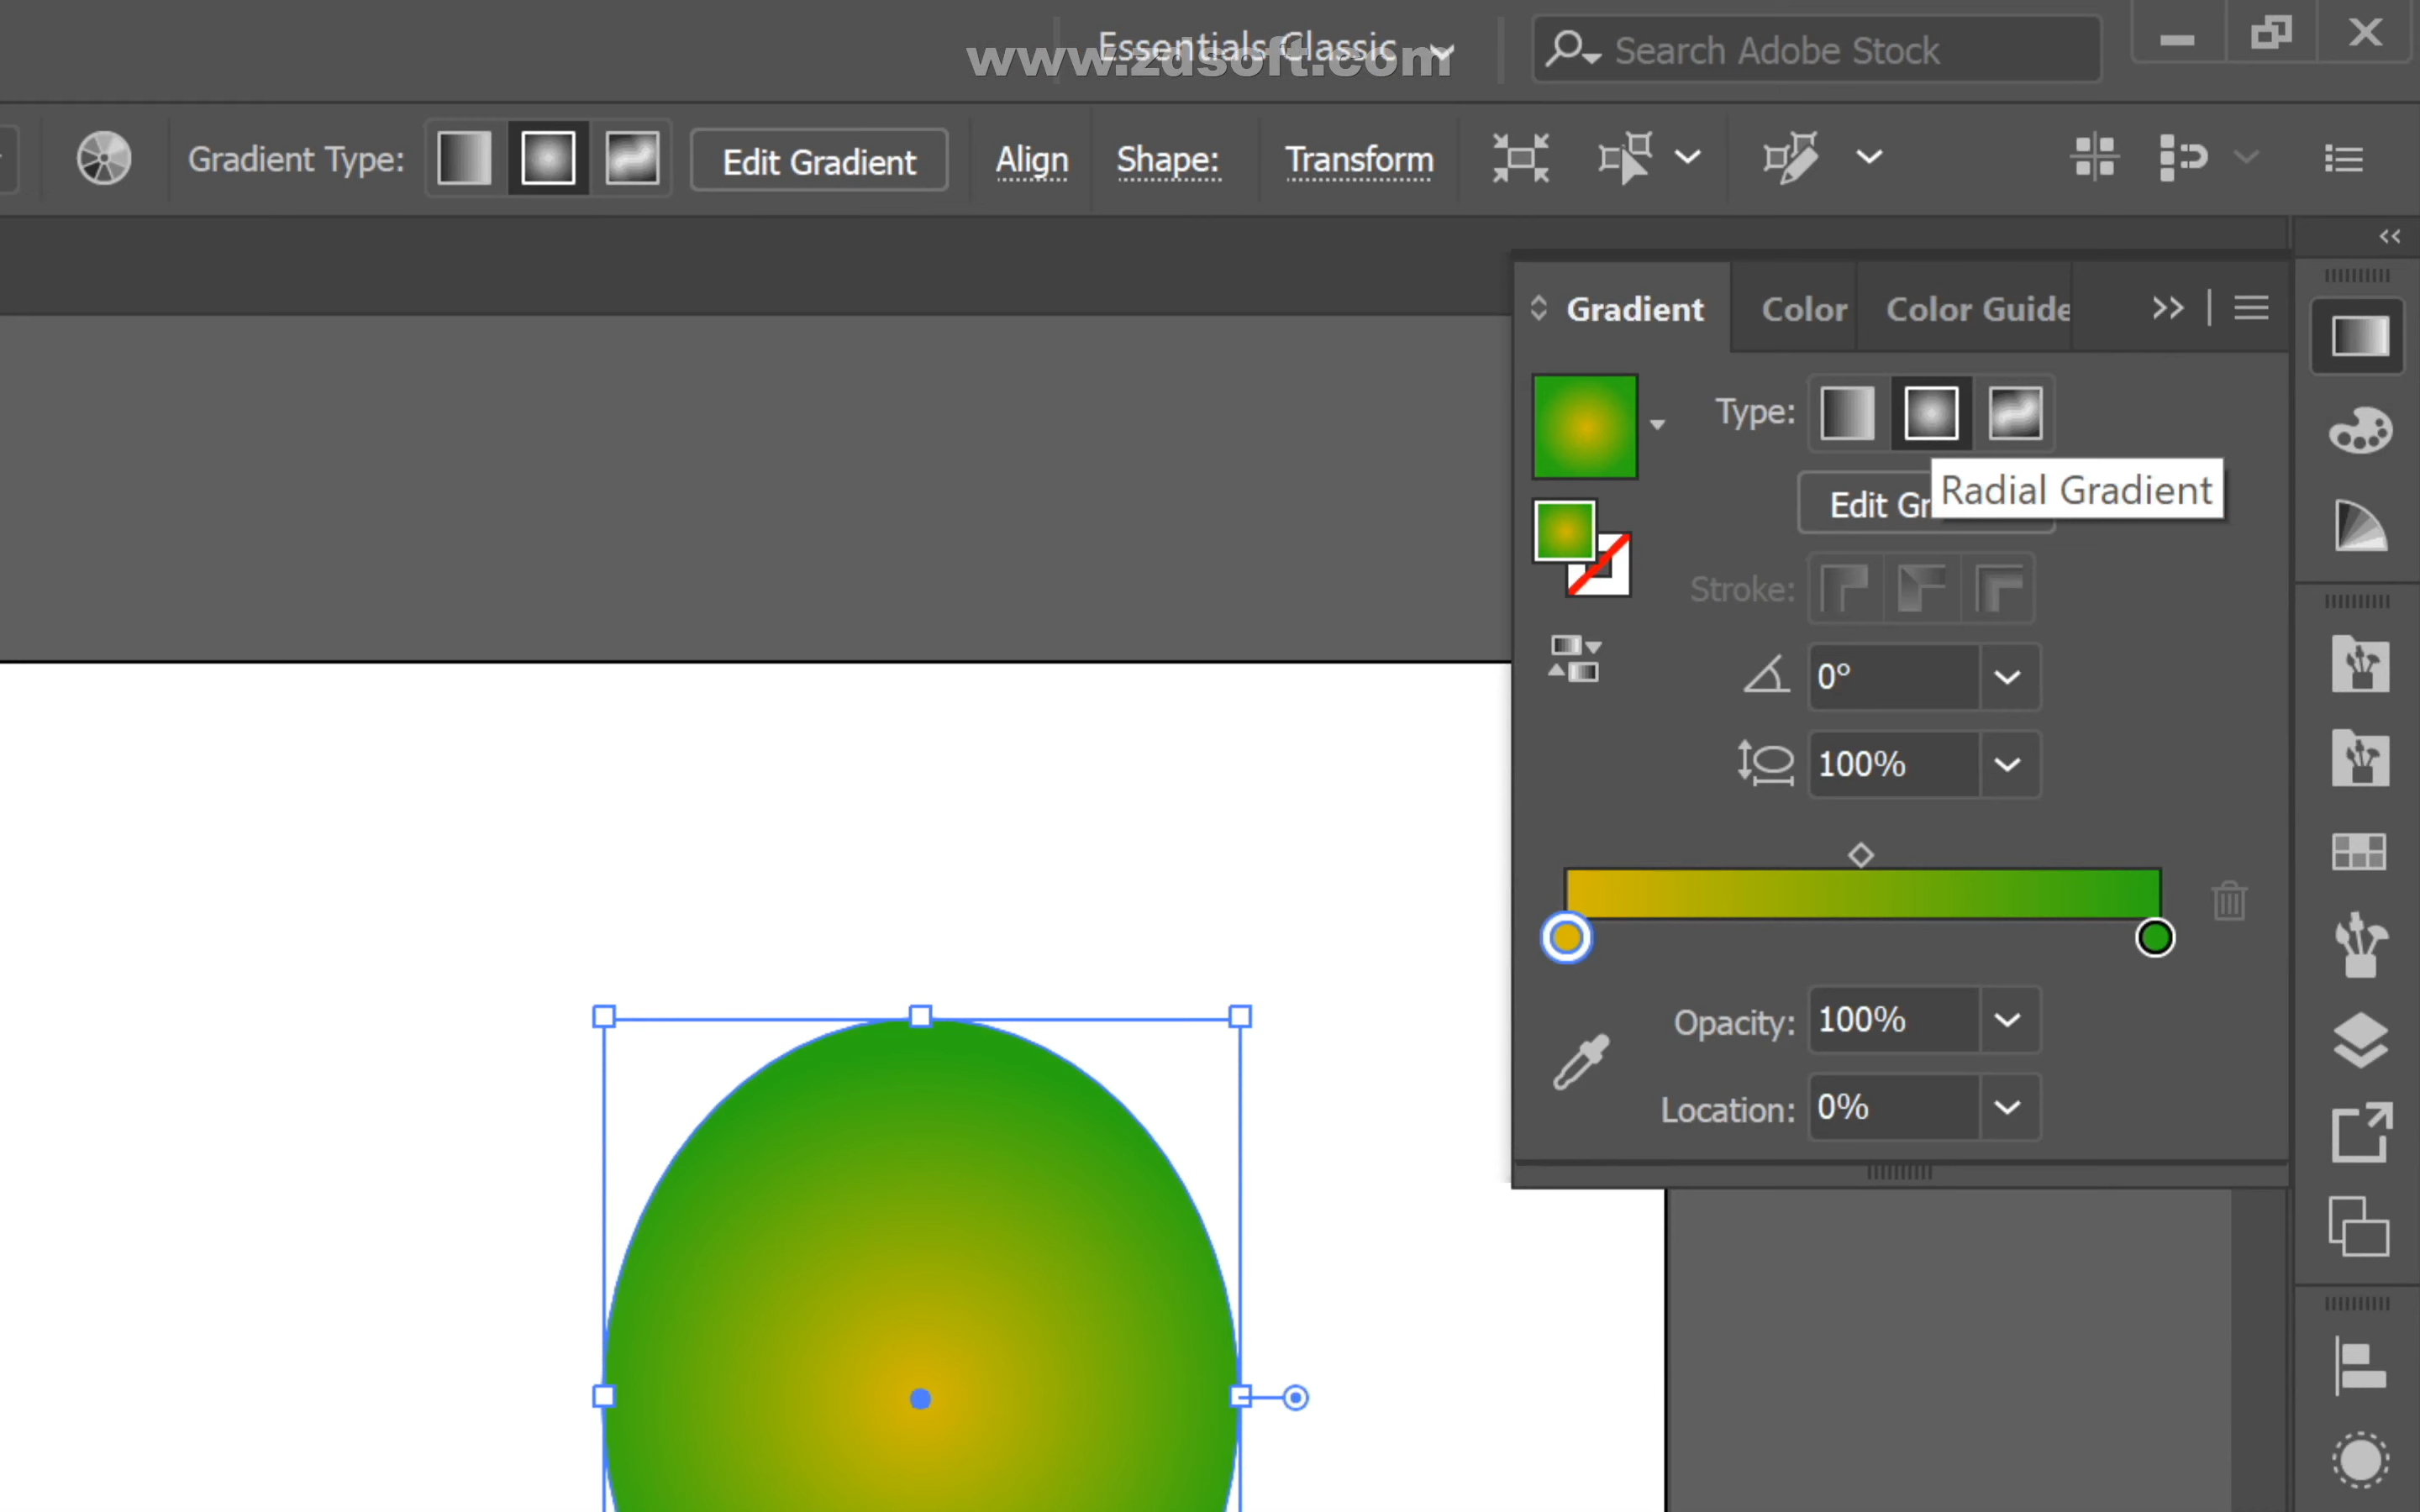 Essentials Classic
www.zdsoft.com
Search Adobe Stock
Gradient Type:
Edit Gradient
Align
Shape:
Transform
Gradient
Color
Color Guide
Type:
Edit Gr
Radial Gradient
Stroke:
0°
100%
Opacity: 100%
Location: 0%